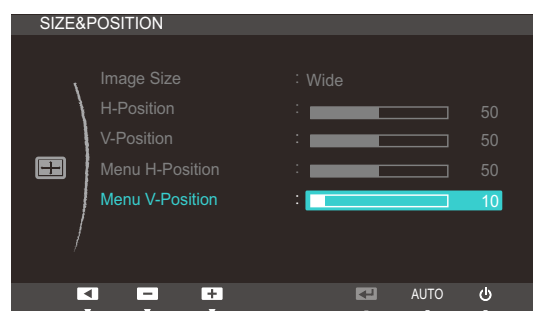 SIZE&POSITION
Image Size : Wide
H-Position : 50
V-Position : 50
Menu H-Position : 50
Menu V-Position : 10
AUTO